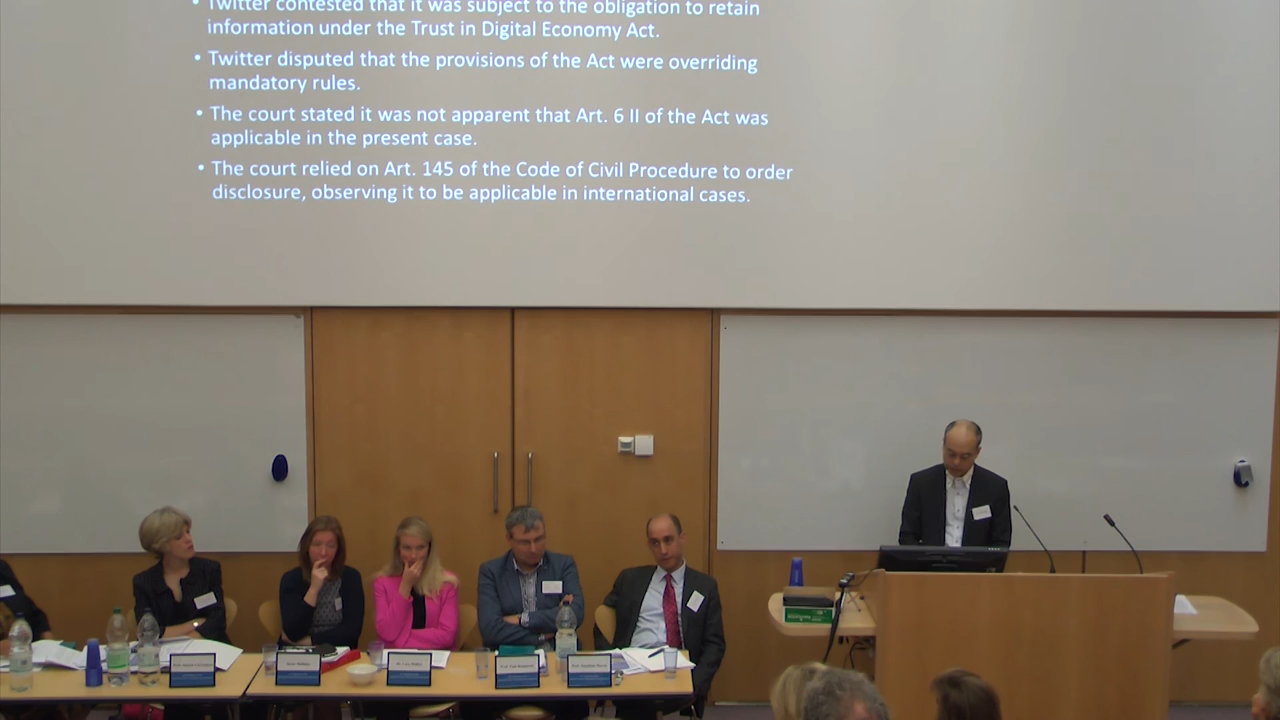 • Twitter contested that it was subject to the obligation to retain
information under the Trust in Digital Economy Act.
• Twitter disputed that the provisions of the Act were overriding
mandatory rules.
• The court stated it was not apparent that Art. 6 II of the Act was
applicable in the present case.
• The court relied on Art. 145 of the Code of Civil Procedure to order
disclosure, observing it to be applicable in international cases.